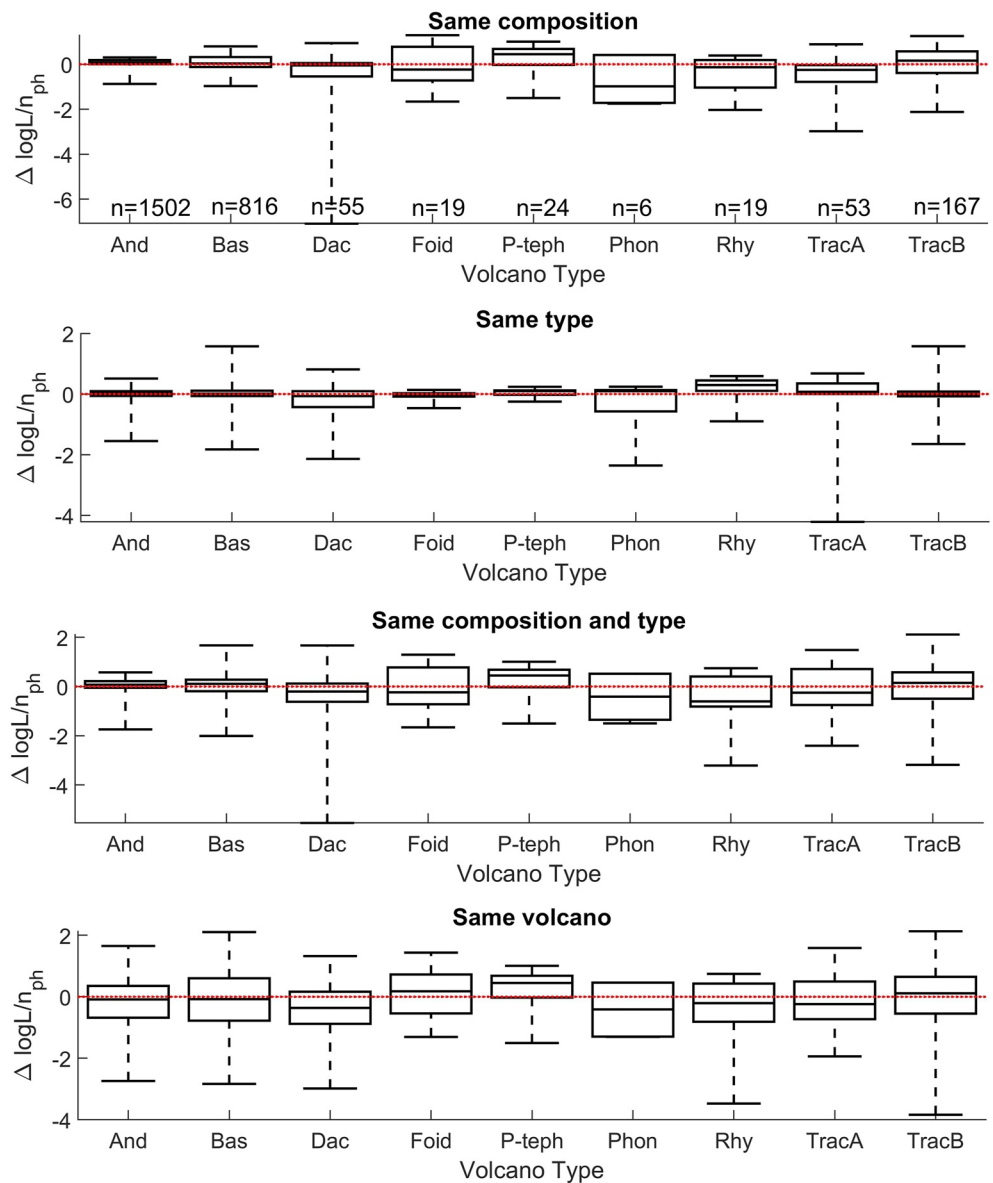 Same composition
0
-2
-4
-6
Δ logL/nph
n=1502 n=816 n=55 n=19 n=24 n=6 n=19 n=53 n=167
And Bas Dac Foid P-teph Phon Rhy TracA TracB
Volcano Type
Same type
2
0
-2
-4
Δ logL/nph
And Bas Dac Foid P-teph Phon Rhy TracA TracB
Volcano Type
Same composition and type
2
0
-2
-4
Δ logL/nph
And Bas Dac Foid P-teph Phon Rhy TracA TracB
Volcano Type
Same volcano
2
0
-2
-4
Δ logL/nph
And Bas Dac Foid P-teph Phon Rhy TracA TracB
Volcano Type